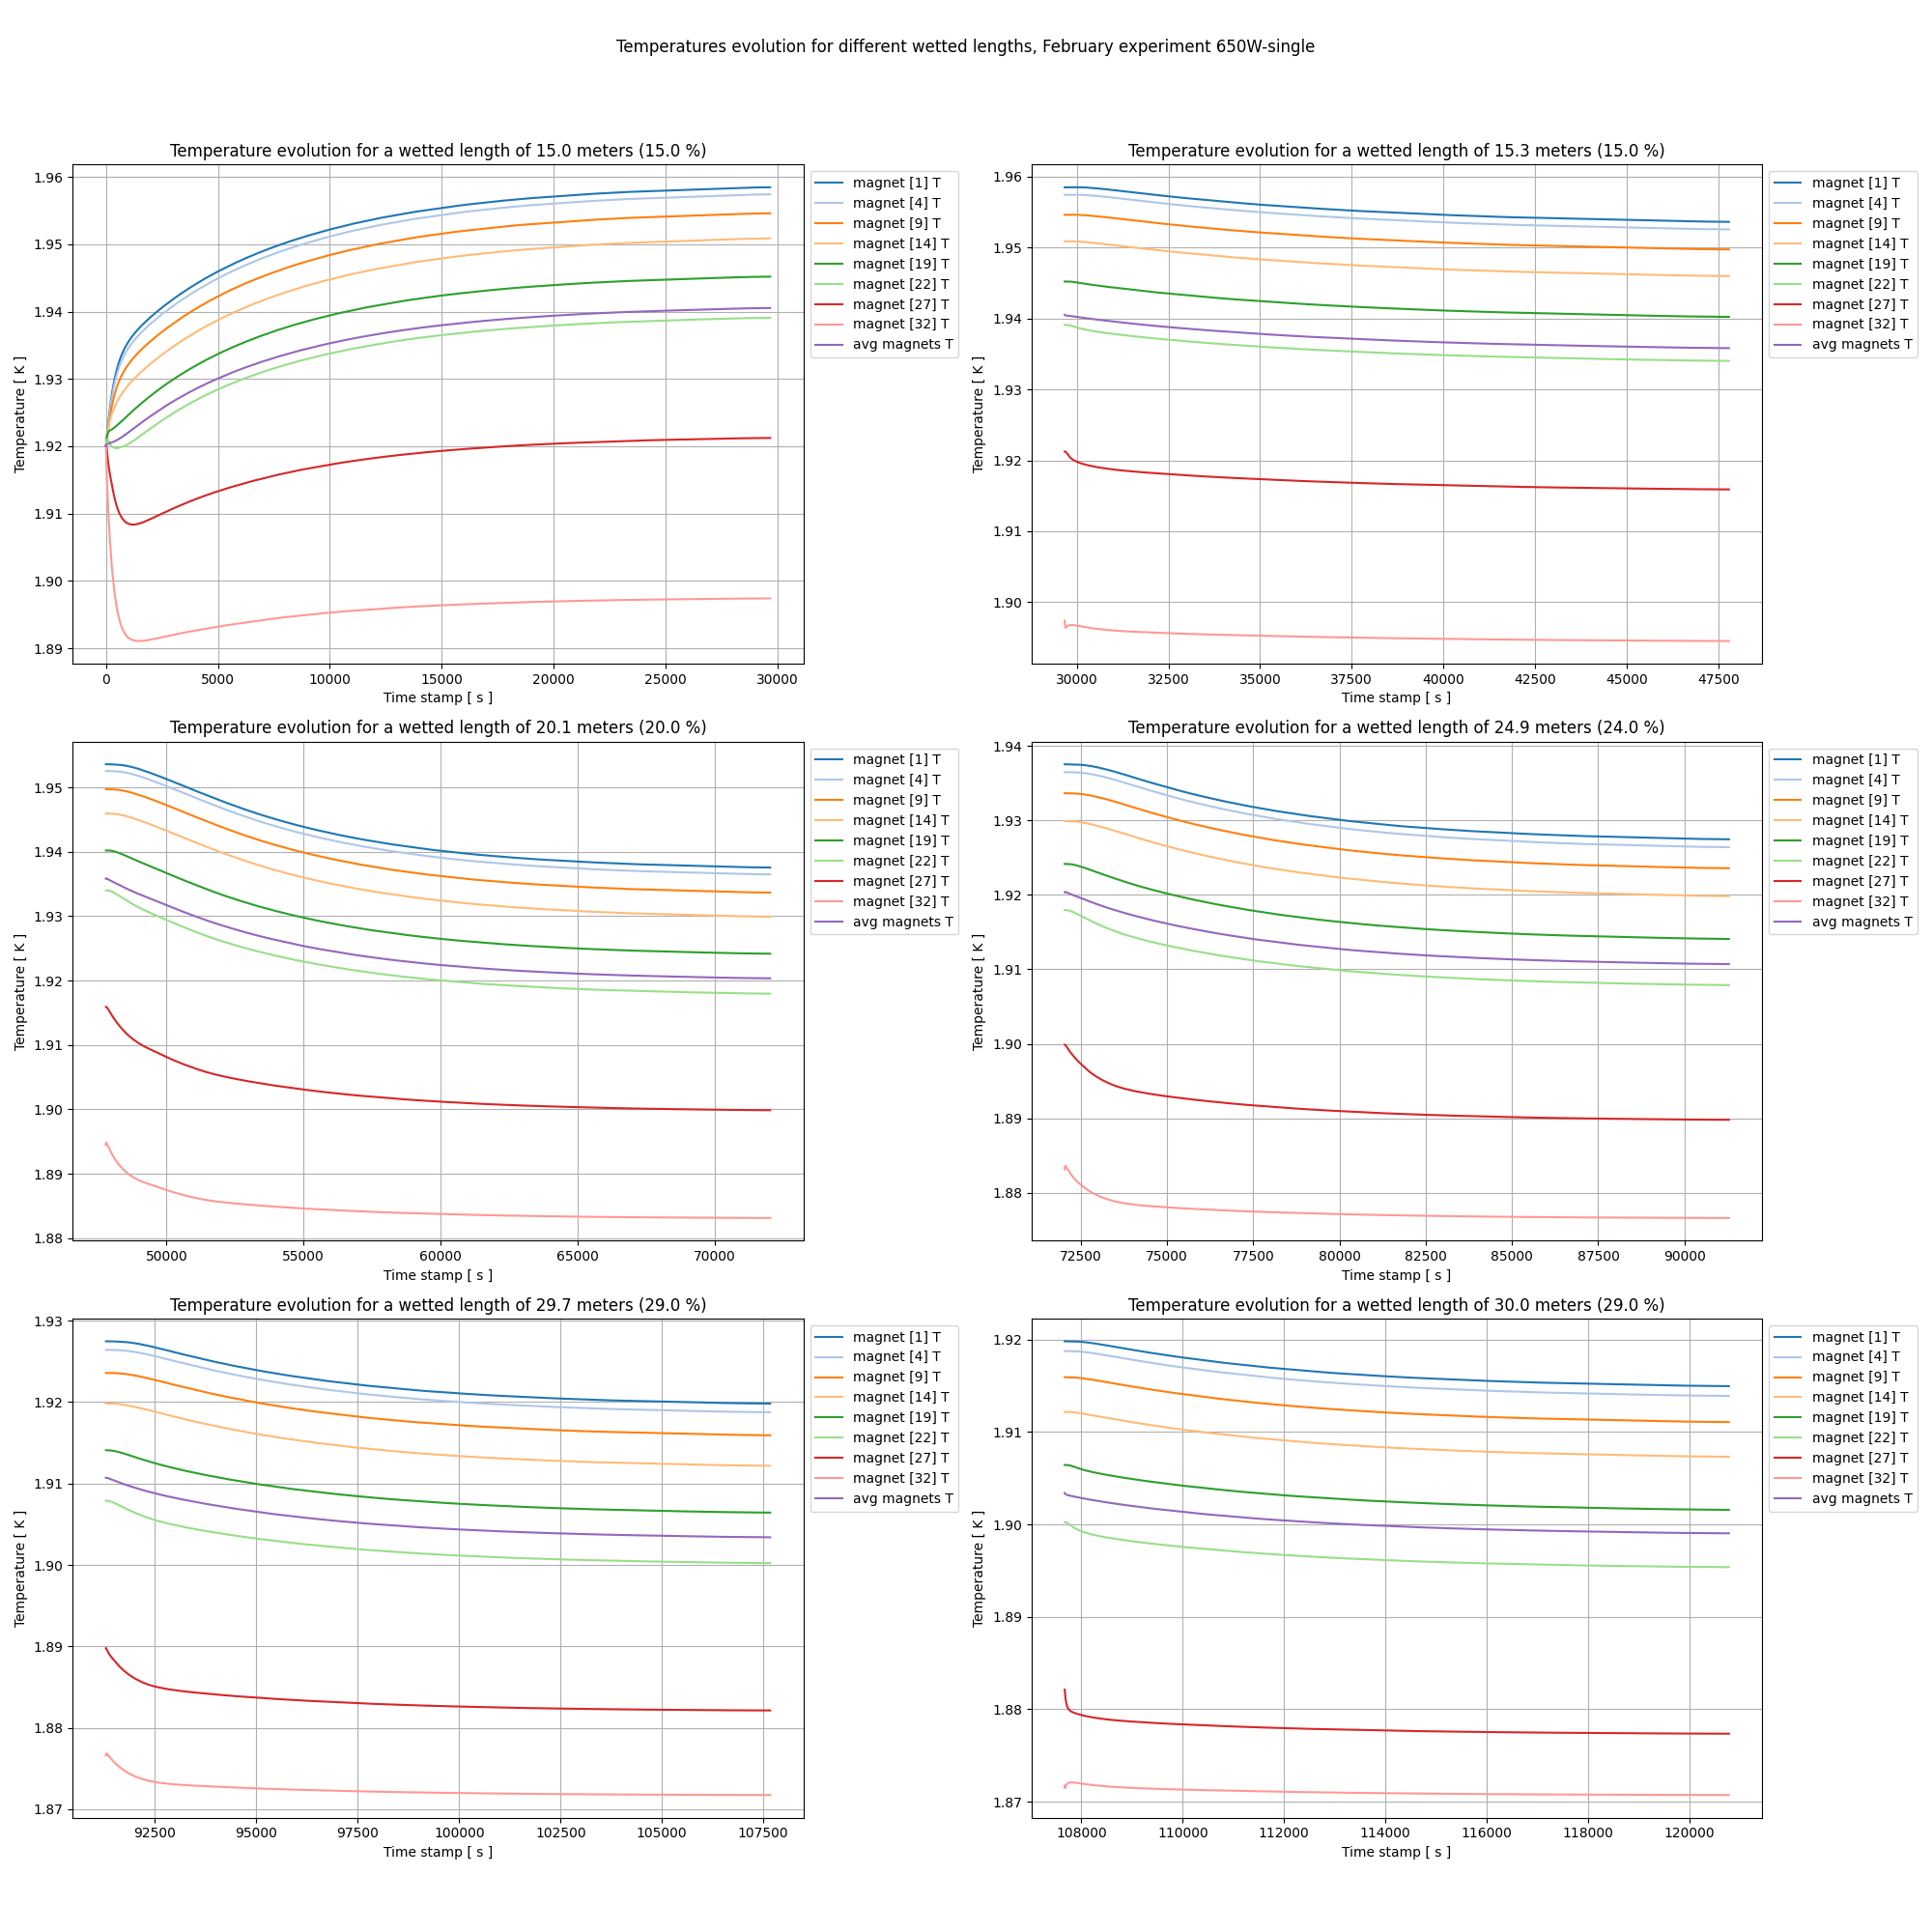 Temperatures evolution for different wetted lengths, February experiment 650W-single
Temperature evolution for a wetted length of 15.0 meters (15.0 %)
1.96
1.95
1.94
1.93
1.92
1.91
1.90
1.89
Temperature [ K ]
0 5000 10000 15000 20000 25000 30000
Time stamp [ s ]
magnet [1] T
magnet [4] T
magnet [9] T
magnet [14] T
magnet [19] T
magnet [22] T
magnet [27] T
magnet [32] T
avg magnets T
Temperature evolution for a wetted length of 15.3 meters (15.0 %)
1.96
1.95
1.94
1.93
1.92
1.91
1.90
Temperature [ K ]
30000 32500 35000 37500 40000 42500 45000 47500
Time stamp [ s ]
magnet [1] T
magnet [4] T
magnet [9] T
magnet [14] T
magnet [19] T
magnet [22] T
magnet [27] T
magnet [32] T
avg magnets T
Temperature evolution for a wetted length of 20.1 meters (20.0 %)
1.95
1.94
1.93
1.92
1.91
1.90
1.89
1.88
Temperature [ K ]
50000 55000 60000 65000 70000
Time stamp [ s ]
magnet [1] T
magnet [4] T
magnet [9] T
magnet [14] T
magnet [19] T
magnet [22] T
magnet [27] T
magnet [32] T
avg magnets T
Temperature evolution for a wetted length of 24.9 meters (24.0 %)
1.94
1.93
1.92
1.91
1.90
1.89
1.88
Temperature [ K ]
72500 75000 77500 80000 82500 85000 87500 90000
Time stamp [ s ]
magnet [1] T
magnet [4] T
magnet [9] T
magnet [14] T
magnet [19] T
magnet [22] T
magnet [27] T
magnet [32] T
avg magnets T
Temperature evolution for a wetted length of 29.7 meters (29.0 %)
1.93
1.92
1.91
1.90
1.89
1.88
1.87
Temperature [ K ]
92500 95000 97500 100000 102500 105000 107500
Time stamp [ s ]
magnet [1] T
magnet [4] T
magnet [9] T
magnet [14] T
magnet [19] T
magnet [22] T
magnet [27] T
magnet [32] T
avg magnets T
Temperature evolution for a wetted length of 30.0 meters (29.0 %)
1.92
1.91
1.90
1.89
1.88
1.87
Temperature [ K ]
108000 110000 112000 114000 116000 118000 120000
Time stamp [ s ]
magnet [1] T
magnet [4] T
magnet [9] T
magnet [14] T
magnet [19] T
magnet [22] T
magnet [27] T
magnet [32] T
avg magnets T